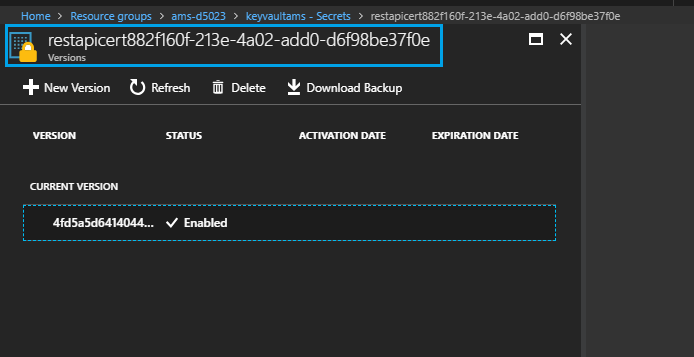 Home > Resource groups > ams-d5023 > keyvaultams - Secrets > restapicert882f160f-213e-4a02-add0-d6f98be37f0e
restapicert882f160f-213e-4a02-add0-d6f98be37f0e
Versions
New Version Refresh Delete Download Backup
VERSION STATUS ACTIVATION DATE EXPIRATION DATE
CURRENT VERSION
4fd5a5d6414044... Enabled